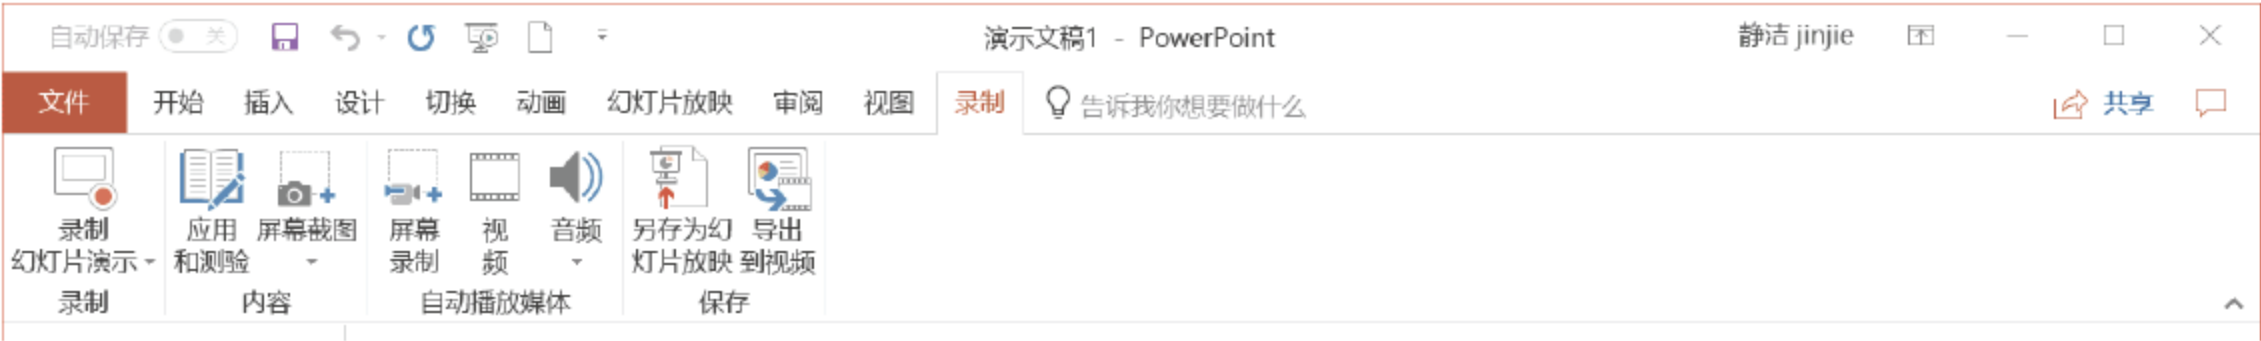 自动保存 关 演示文稿1 - PowerPoint 静洁 jinjie
文件 开始 插入 设计 切换 动画 幻灯片放映 审阅 视图 录制 告诉我你想要做什么 共享
录制 应用 屏幕截图 屏幕 视 音频 另存为幻 导出
幻灯片演示 和测验 录制 频 灯片放映 到视频
录制 内容 自动播放媒体 保存